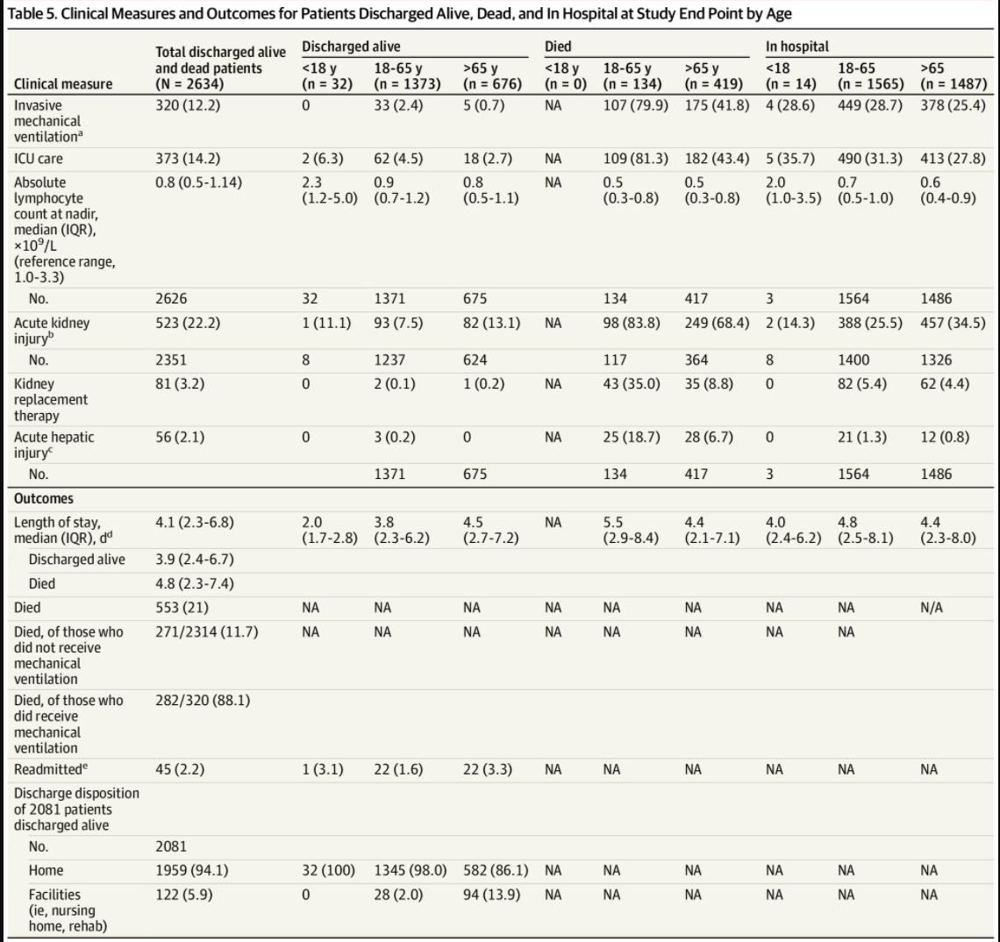 Table 5. Clinical Measures and Outcomes for Patients Discharged Alive, Dead, and In Hospital at Study End Point by Age
Clinical measure | Total discharged alive and dead patients (N = 2634) | Discharged alive | Died | In hospital
<18 y (n = 32) | 18-65 y (n = 1373) | >65 y (n = 676) | <18 y (n = 0) | 18-65 y (n = 134) | >65 y (n = 419) | <18 (n = 14) | 18-65 (n = 1565) | >65 (n = 1487)
Invasive mechanical ventilationᵃ | 320 (12.2) | 0 | 33 (2.4) | 5 (0.7) | NA | 107 (79.9) | 175 (41.8) | 4 (28.6) | 449 (28.7) | 378 (25.4)
ICU care | 373 (14.2) | 2 (6.3) | 62 (4.5) | 18 (2.7) | NA | 109 (81.3) | 182 (43.4) | 5 (35.7) | 490 (31.3) | 413 (27.8)
Absolute lymphocyte count at nadir, median (IQR), ×10⁹/L (reference range, 1.0-3.3) | 0.8 (0.5-1.14) | 2.3 (1.2-5.0) | 0.9 (0.7-1.2) | 0.8 (0.5-1.1) | NA | 0.5 (0.3-0.8) | 0.5 (0.3-0.8) | 2.0 (1.0-3.5) | 0.7 (0.5-1.0) | 0.6 (0.4-0.9)
No. | 2626 | 32 | 1371 | 675 | | 134 | 417 | 3 | 1564 | 1486
Acute kidney injuryᵇ | 523 (22.2) | 1 (11.1) | 93 (7.5) | 82 (13.1) | NA | 98 (83.8) | 249 (68.4) | 2 (14.3) | 388 (25.5) | 457 (34.5)
No. | 2351 | 8 | 1237 | 624 | | 117 | 364 | 8 | 1400 | 1326
Kidney replacement therapy | 81 (3.2) | 0 | 2 (0.1) | 1 (0.2) | NA | 43 (35.0) | 35 (8.8) | 0 | 82 (5.4) | 62 (4.4)
Acute hepatic injuryᶜ | 56 (2.1) | 0 | 3 (0.2) | 0 | NA | 25 (18.7) | 28 (6.7) | 0 | 21 (1.3) | 12 (0.8)
No. | | | 1371 | 675 | | 134 | 417 | 3 | 1564 | 1486
Outcomes
Length of stay, median (IQR), dᵈ | 4.1 (2.3-6.8) | 2.0 (1.7-2.8) | 3.8 (2.3-6.2) | 4.5 (2.7-7.2) | NA | 5.5 (2.9-8.4) | 4.4 (2.1-7.1) | 4.0 (2.4-6.2) | 4.8 (2.5-8.1) | 4.4 (2.3-8.0)
Discharged alive | 3.9 (2.4-6.7)
Died | 4.8 (2.3-7.4)
Died | 553 (21) | NA | NA | NA | NA | NA | NA | NA | NA | N/A
Died, of those who did not receive mechanical ventilation | 271/2314 (11.7) | NA | NA | NA | NA | NA | NA | NA | NA
Died, of those who did receive mechanical ventilation | 282/320 (88.1)
Readmittedᵉ | 45 (2.2) | 1 (3.1) | 22 (1.6) | 22 (3.3) | NA | NA | NA | NA | NA | NA
Discharge disposition of 2081 patients discharged alive
No. | 2081
Home | 1959 (94.1) | 32 (100) | 1345 (98.0) | 582 (86.1) | NA | NA | NA | NA | NA | NA
Facilities (ie, nursing home, rehab) | 122 (5.9) | 0 | 28 (2.0) | 94 (13.9) | NA | NA | NA | NA | NA | NA